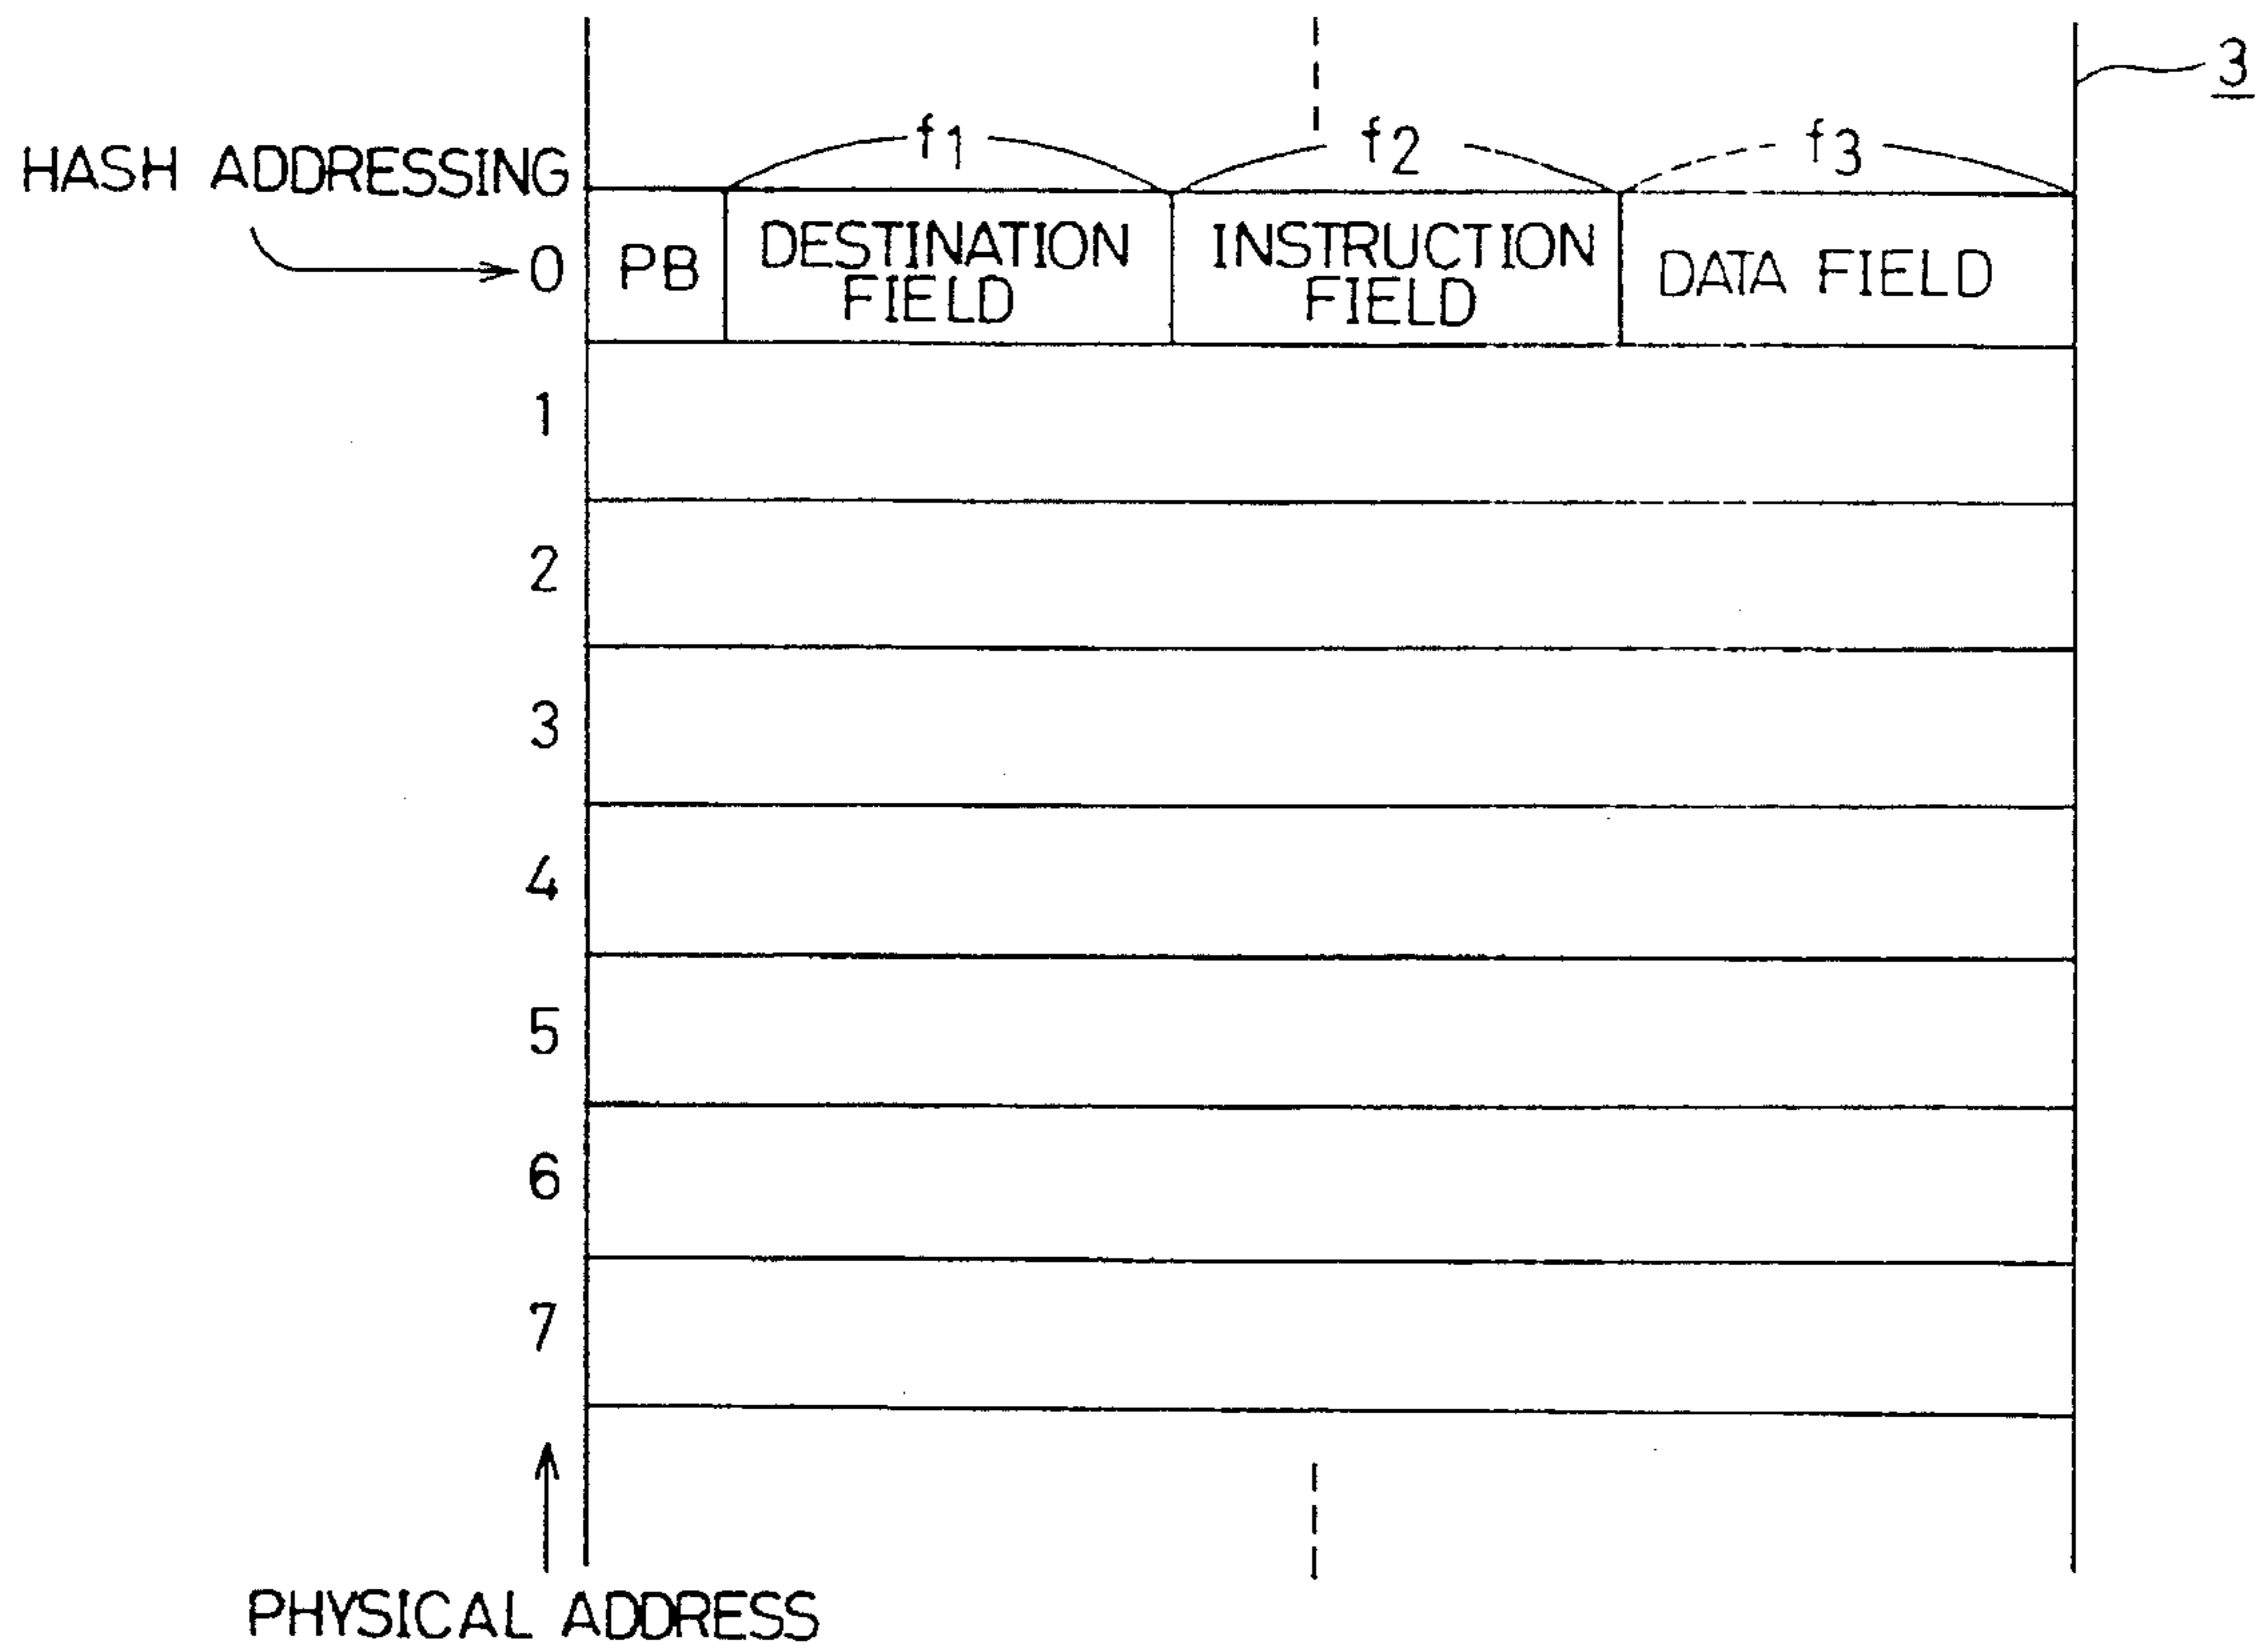 3
f1 f2 f3
HASH ADDRESSING
0 PB DESTINATION FIELD INSTRUCTION FIELD DATA FIELD
1
2
3
4
5
6
7
PHYSICAL ADDRESS